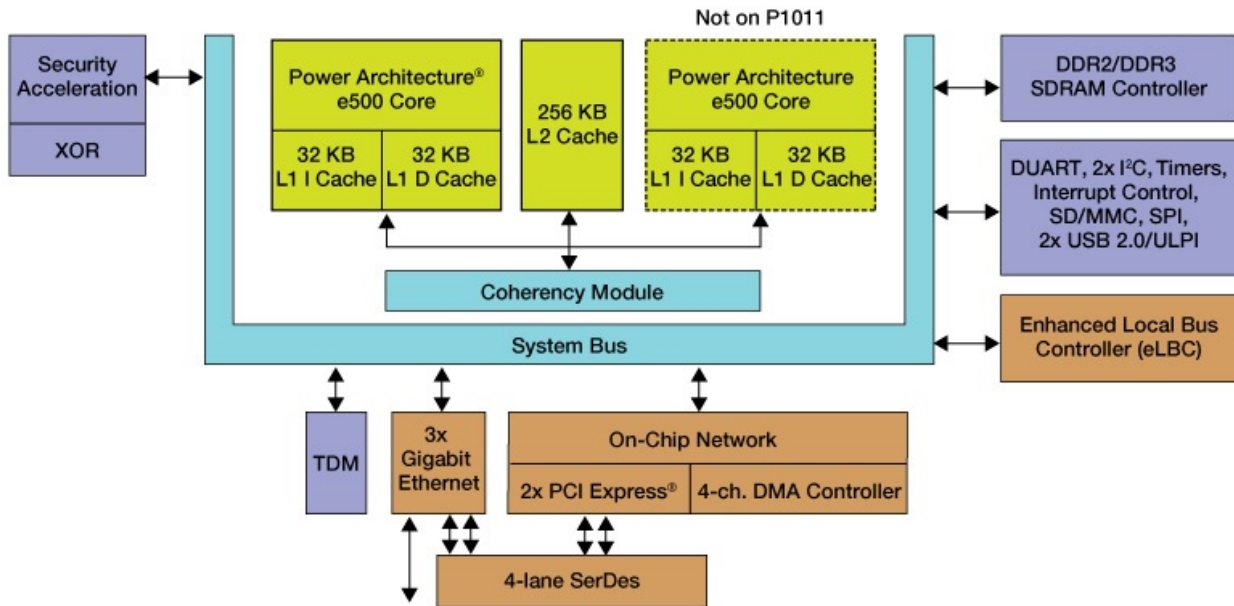 Not on P1011
Security
Acceleration
XOR
Power Architecture®
e500 Core
32 KB
L1 I Cache
32 KB
L1 D Cache
256 KB
L2 Cache
Power Architecture
e500 Core
32 KB
L1 I Cache
32 KB
L1 D Cache
Coherency Module
System Bus
DDR2/DDR3
SDRAM Controller
DUART, 2x I²C, Timers,
Interrupt Control,
SD/MMC, SPI,
2x USB 2.0/ULPI
Enhanced Local Bus
Controller (eLBC)
TDM
3x
Gigabit
Ethernet
On-Chip Network
2x PCI Express®
4-ch. DMA Controller
4-lane SerDes